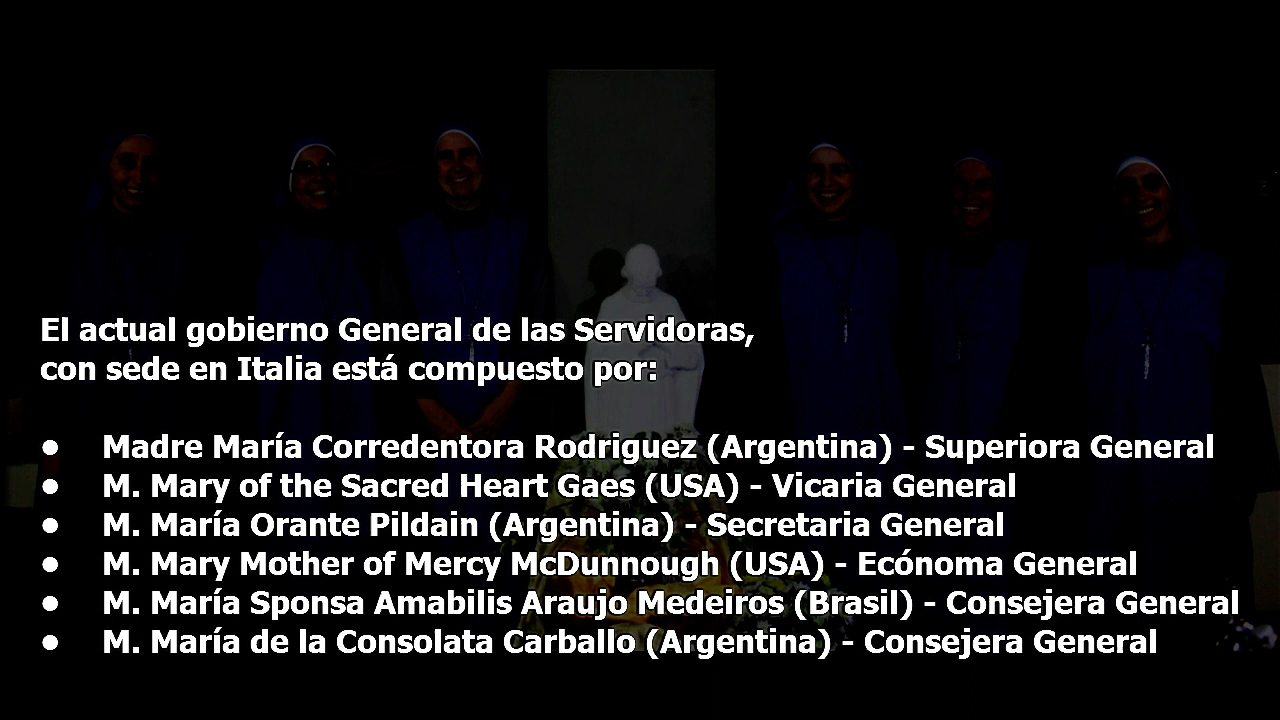 El actual gobierno General de las Servidoras,
con sede en Italia está compuesto por:
● Madre María Corredentora Rodriguez (Argentina) - Superiora General
● M. Mary of the Sacred Heart Gaes (USA) - Vicaria General
● M. María Orante Pildain (Argentina) - Secretaria General
● M. Mary Mother of Mercy McDunnough (USA) - Ecónoma General
● M. María Sponsa Amabilis Araujo Medeiros (Brasil) - Consejera General
● M. María de la Consolata Carballo (Argentina) - Consejera General